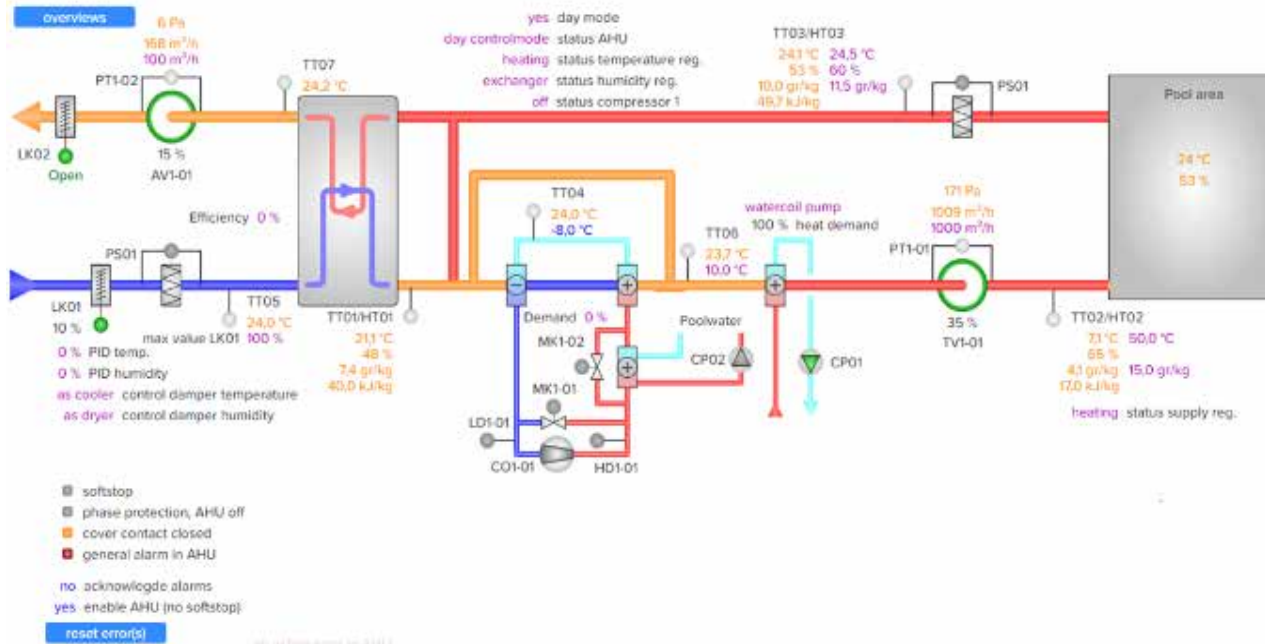 overviews
6 Pa
168 m³/h
100 m³/h
PT1-02
TT07
24,2 °C
yes day mode
day controlmode status AHU
heating status temperature reg.
exchanger status humidity reg.
off status compressor 1
TT03/HT03
24,1 °C 24,5 °C
53 % 60 %
10,0 gr/kg 11,5 gr/kg
49,7 kJ/kg
PS01
Pool area
24 °C
53 %
LK02
Open
15 %
AV1-01
Efficiency 0 %
TT04
24,0 °C
-8,0 °C
watercoil pump
100 % heat demand
TT06
23,7 °C
10,0 °C
171 Pa
1009 m³/h
1000 m³/h
PT1-01
PS01
LK01
10 %
max value LK01 100 %
TT05
24,0 °C
TT01/HT01
21,1 °C
48 %
7,4 gr/kg
40,0 kJ/kg
Demand 0 %
MK1-02
Poolwater
CP02
CP01
35 %
TV1-01
TT02/HT02
7,1 °C 50,0 °C
65 %
4,1 gr/kg 15,0 gr/kg
17,0 kJ/kg
0 % PID temp.
0 % PID humidity
as cooler control damper temperature
as dryer control damper humidity
MK1-01
LD1-01
CO1-01
HD1-01
heating status supply reg.
softstop
phase protection, AHU off
cover contact closed
general alarm in AHU
no acknowlegde alarms
yes enable AHU (no softstop)
reset error(s)